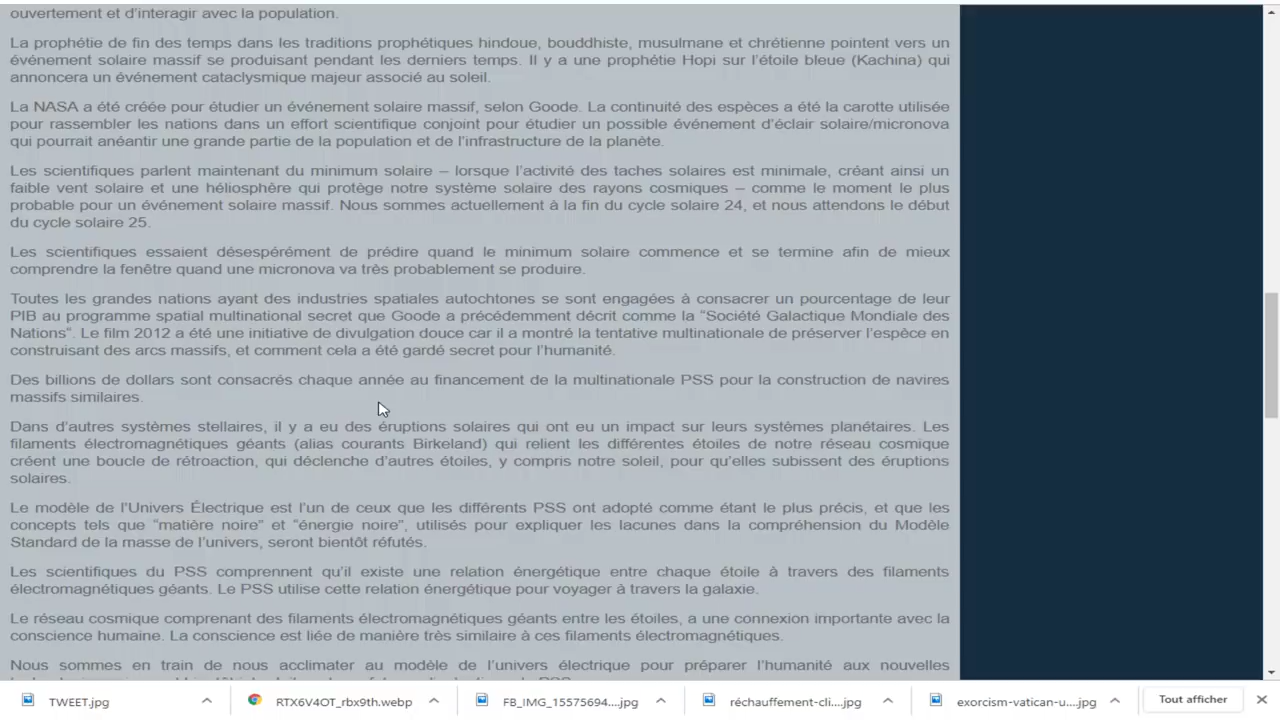 ouvertement et d'interagir avec la population.
La prophétie de fin des temps dans les traditions prophétiques hindoue, bouddhiste, musulmane et chrétienne pointent vers un
événement solaire massif se produisant pendant les derniers temps. Il y a une prophétie Hopi sur l'étoile bleue (Kachina) qui
annoncera un événement cataclysmique majeur associé au soleil.
La NASA a été créée pour étudier un événement solaire massif, selon Goode. La continuité des espèces a été la carotte utilisée
pour rassembler les nations dans un effort scientifique conjoint pour étudier un possible événement d'éclair solaire/micronova
qui pourrait anéantir une grande partie de la population et de l'infrastructure de la planète.
Les scientifiques parlent maintenant du minimum solaire – lorsque l'activité des taches solaires est minimale, créant ainsi un
faible vent solaire et une héliosphère qui protège notre système solaire des rayons cosmiques – comme le moment le plus
probable pour un événement solaire massif. Nous sommes actuellement à la fin du cycle solaire 24, et nous attendons le début
du cycle solaire 25.
Les scientifiques essaient désespérément de prédire quand le minimum solaire commence et se termine afin de mieux
comprendre la fenêtre quand une micronova va très probablement se produire.
Toutes les grandes nations ayant des industries spatiales autochtones se sont engagées à consacrer un pourcentage de leur
PIB au programme spatial multinational secret que Goode a précédemment décrit comme la "Société Galactique Mondiale des
Nations". Le film 2012 a été une initiative de divulgation douce car il a montré la tentative multinationale de préserver l'espèce en
construisant des arcs massifs, et comment cela a été gardé secret pour l'humanité.
Des billions de dollars sont consacrés chaque année au financement de la multinationale PSS pour la construction de navires
massifs similaires.
Dans d'autres systèmes stellaires, il y a eu des éruptions solaires qui ont eu un impact sur leurs systèmes planétaires. Les
filaments électromagnétiques géants (alias courants Birkeland) qui relient les différentes étoiles de notre réseau cosmique
créent une boucle de rétroaction, qui déclenche d'autres étoiles, y compris notre soleil, pour qu'elles subissent des éruptions
solaires.
Le modèle de l'Univers Électrique est l'un de ceux que les différents PSS ont adopté comme étant le plus précis, et que les
concepts tels que "matière noire" et "énergie noire", utilisés pour expliquer les lacunes dans la compréhension du Modèle
Standard de la masse de l'univers, seront bientôt réfutés.
Les scientifiques du PSS comprennent qu'il existe une relation énergétique entre chaque étoile à travers des filaments
électromagnétiques géants. Le PSS utilise cette relation énergétique pour voyager à travers la galaxie.
Le réseau cosmique comprenant des filaments électromagnétiques géants entre les étoiles, a une connexion importante avec la
conscience humaine. La conscience est liée de manière très similaire à ces filaments électromagnétiques.
Nous sommes en train de nous acclimater au modèle de l'univers électrique pour préparer l'humanité aux nouvelles
TWEET.jpg
RTX6V4OT_rbx9th.webp
FB_IMG_15575694....jpg
réchauffement-cli....jpg
exorcism-vatican-u....jpg
Tout afficher